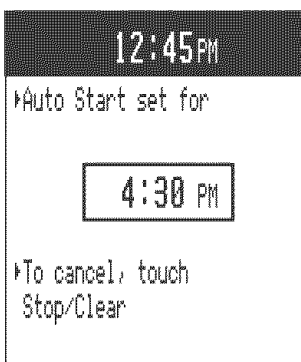 12:45PM
▸Auto Start set for
4:30 PM
▸To cancel, touch
Stop/Clear